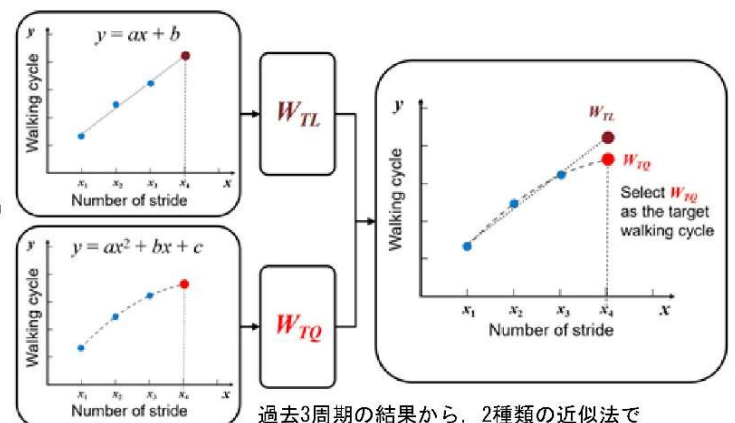 y = ax + b
y
Walking cycle
x₁ x₂ x₃ x₄ x
Number of stride
W_TL
y = ax² + bx + c
y
Walking cycle
x₁ x₂ x₃ x₄ x
Number of stride
W_TQ
y
W_TL
W_TQ
Walking cycle
Select W_TQ
as the target
walking cycle
x₁ x₂ x₃ x₄ x
Number of stride
過去3周期の結果から，2種類の近似法で